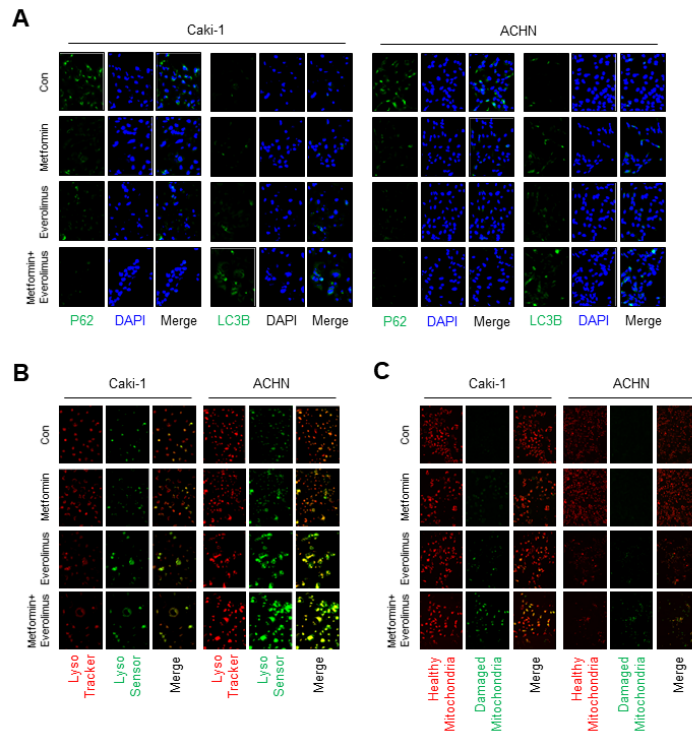 A
Caki-1
ACHN
Con
Metformin
Everolimus
Metformin+
Everolimus
P62 DAPI Merge LC3B DAPI Merge P62 DAPI Merge LC3B DAPI Merge
B
Caki-1 ACHN
Con
Metformin
Everolimus
Metformin+
Everolimus
Lyso
Tracker
Lyso
Sensor
Merge
Lyso
Tracker
Lyso
Sensor
Merge
C
Caki-1 ACHN
Con
Metformin
Everolimus
Metformin+
Everolimus
Healthy
Mitochondria
Damaged
Mitochondria
Merge
Healthy
Mitochondria
Damaged
Mitochondria
Merge